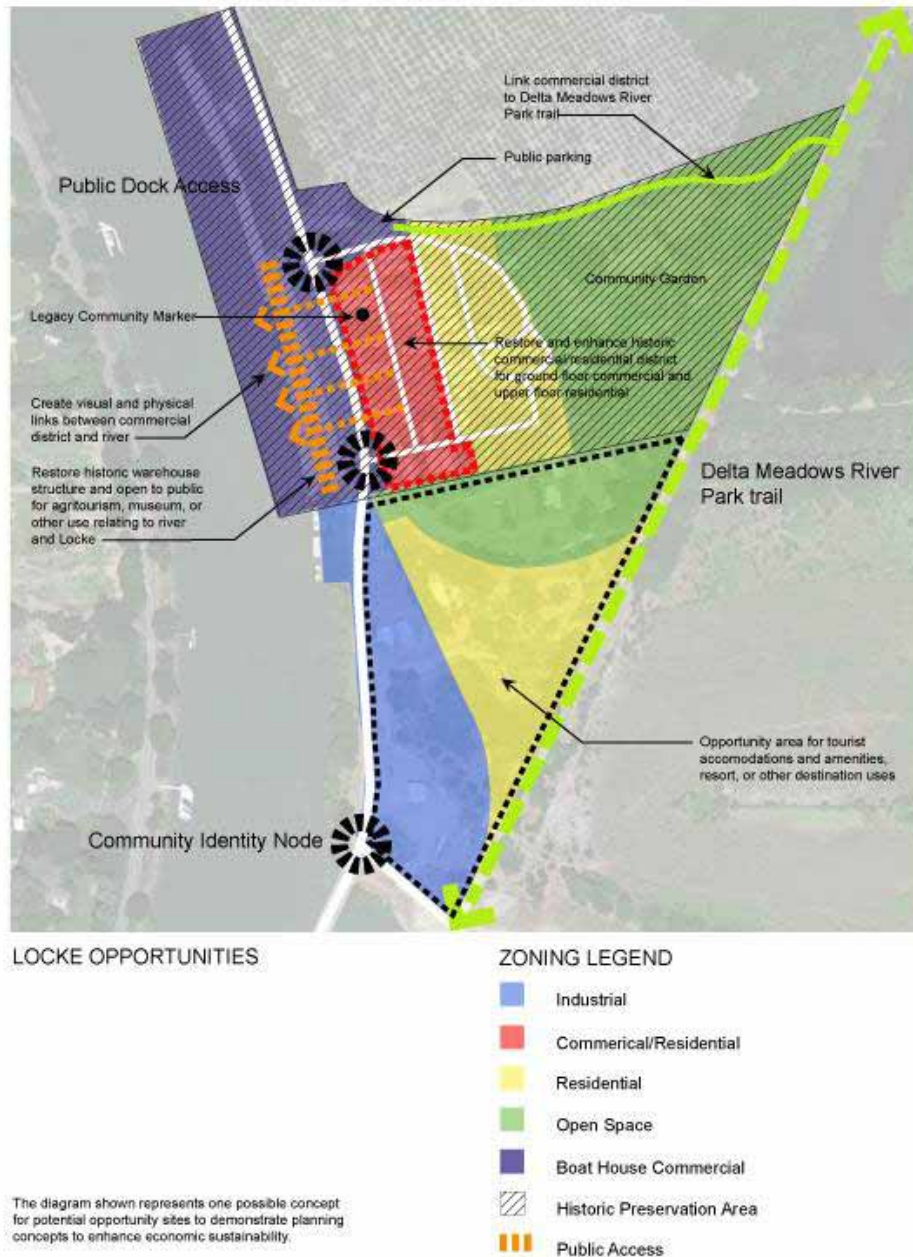 Link commercial district
to Delta Meadows River
Park trail
Public parking
Public Dock Access
Community Garden
Legacy Community Marker
Restore and enhance historic
commercial/residential district
for ground floor commercial and
upper floor residential
Create visual and physical
links between commercial
district and river
Restore historic warehouse
structure and open to public
for agritourism, museum, or
other use relating to river
and Locke
Delta Meadows River
Park trail
Opportunity area for tourist
accomodations and amenities,
resort, or other destination uses
Community Identity Node
LOCKE OPPORTUNITIES
The diagram shown represents one possible concept
for potential opportunity sites to demonstrate planning
concepts to enhance economic sustainability.
ZONING LEGEND
Industrial
Commerical/Residential
Residential
Open Space
Boat House Commercial
Historic Preservation Area
Public Access